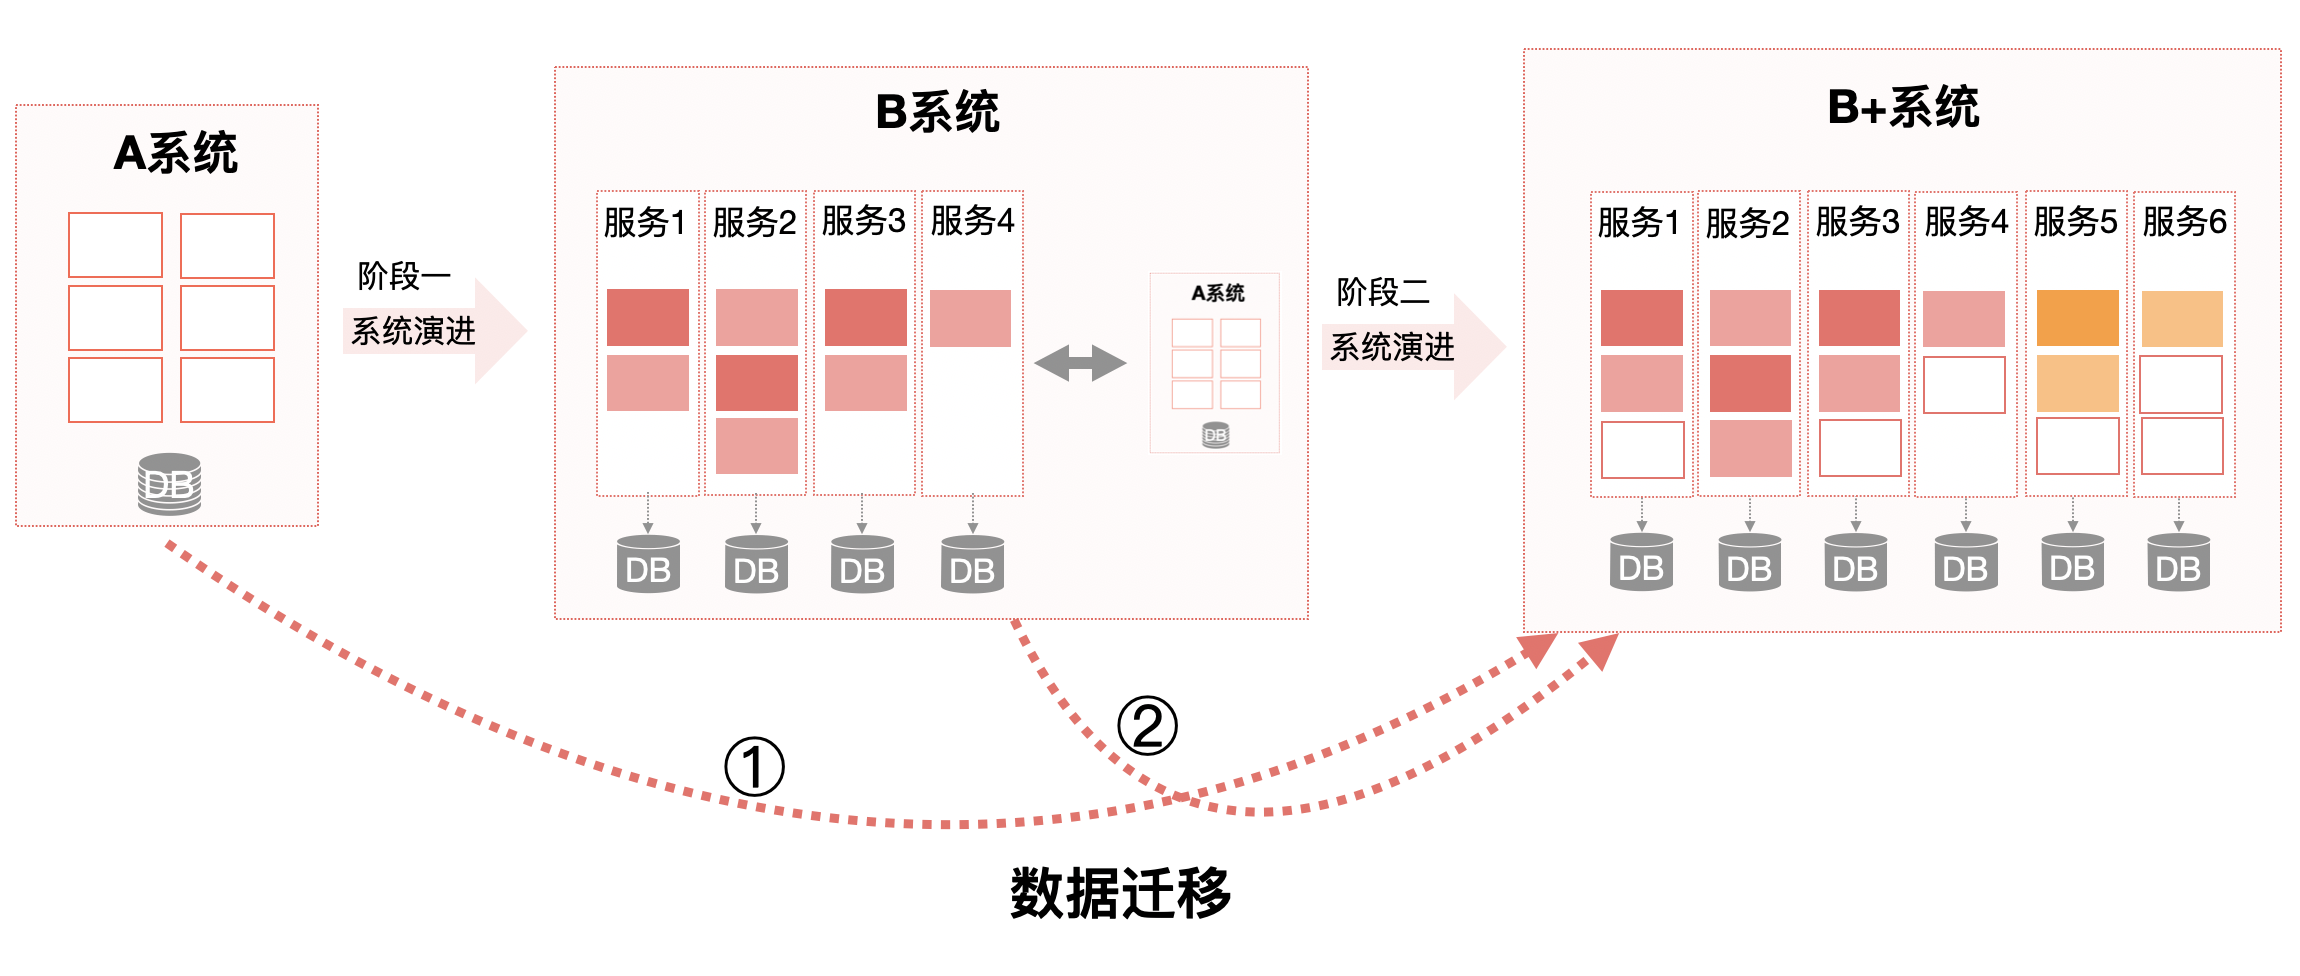 A系统
DB
阶段一
系统演进
B系统
服务1
服务2
服务3
服务4
DB
DB
DB
DB
A系统
DB
阶段二
系统演进
B+系统
服务1
服务2
服务3
服务4
服务5
服务6
DB
DB
DB
DB
DB
DB
①
②
数据迁移